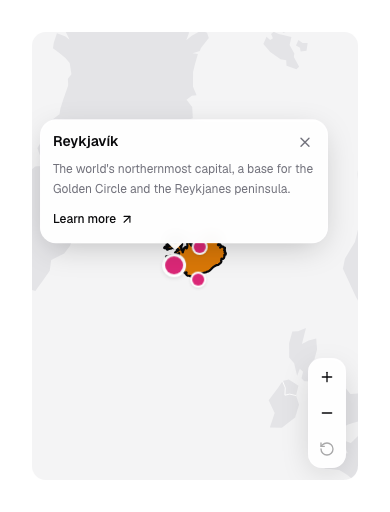 Reykjavík
The world's northernmost capital, a base for the
Golden Circle and the Reykjanes peninsula.
Learn more